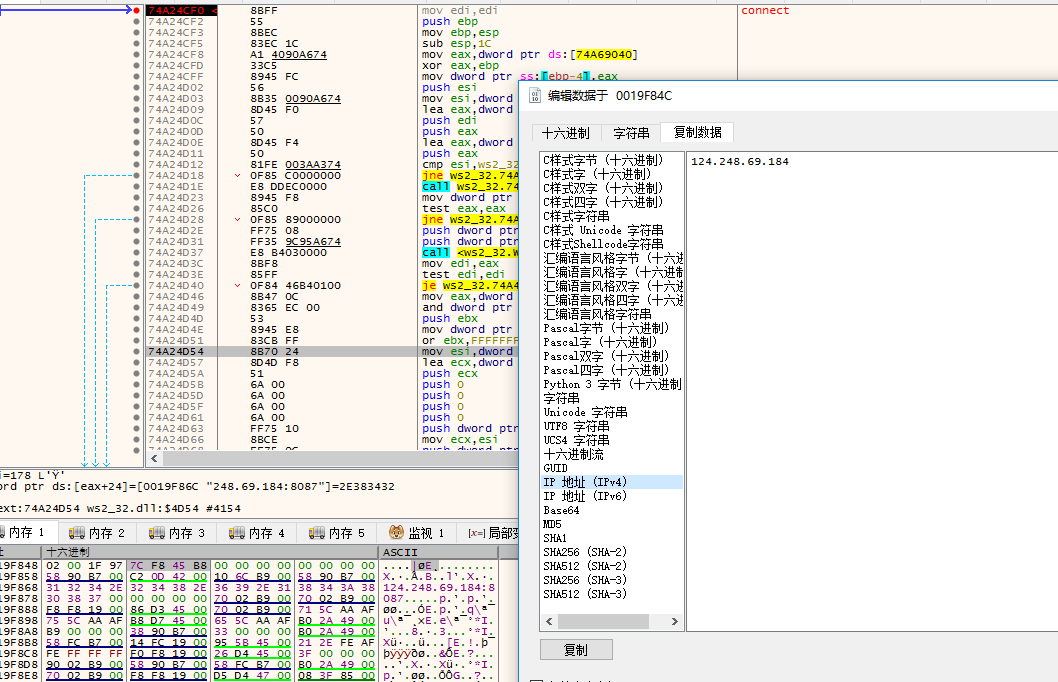 74A24CF0 < 8BFF mov edi,edi connect
74A24CF2 55 push ebp
74A24CF3 8BEC mov ebp,esp
74A24CF5 83EC 1C sub esp,1C
74A24CF8 A1 4090A674 mov eax,dword ptr ds:[74A69040]
74A24CFD 33C5 xor eax,ebp
74A24CFF 8945 FC mov dword ptr ss:[ebp-4],eax
74A24D02 56 push esi
74A24D03 8B35 0090A674 mov esi,dword
74A24D09 8D45 F0 lea eax,dword
74A24D0C 57 push edi
74A24D0D 50 push eax
74A24D0E 8D45 F4 lea eax,dword
74A24D11 50 push eax
74A24D12 81FE 003AA374 cmp esi,ws2_32
74A24D18 0F85 C0000000 jne ws2_32.74A
74A24D1E E8 DDEC0000 call ws2_32.74
74A24D23 8945 F8 mov dword ptr
74A24D26 85C0 test eax,eax
74A24D28 0F85 89000000 jne ws2_32.74A
74A24D2E FF75 08 push dword ptr
74A24D31 FF35 9C95A674 push dword ptr
74A24D37 E8 B4030000 call <ws2_32.W
74A24D3C 8BF8 mov edi,eax
74A24D3E 85FF test edi,edi
74A24D40 0F84 46B40100 je ws2_32.74A4
74A24D46 8B47 0C mov eax,dword
74A24D49 8365 EC 00 and dword ptr
74A24D4D 53 push ebx
74A24D4E 8945 E8 mov dword ptr
74A24D51 83CB FF or ebx,FFFFFFF
74A24D54 8B70 24 mov esi,dword
74A24D57 8D4D F8 lea ecx,dword
74A24D5A 51 push ecx
74A24D5B 6A 00 push 0
74A24D5D 6A 00 push 0
74A24D5F 6A 00 push 0
74A24D61 6A 00 push 0
74A24D63 FF75 10 push dword ptr
74A24D66 8BCE mov ecx,esi
编辑数据于 0019F84C
十六进制 字符串 复制数据
C样式字节 (十六进制)
C样式字 (十六进制)
C样式双字 (十六进制)
C样式四字 (十六进制)
C样式字符串
C样式 Unicode 字符串
C样式Shellcode字符串
汇编语言风格字节 (十六进
汇编语言风格字 (十六进制
汇编语言风格双字 (十六进
汇编语言风格四字 (十六进
汇编语言风格字符串
Pascal字节 (十六进制)
Pascal字 (十六进制)
Pascal双字 (十六进制)
Pascal四字 (十六进制)
Python 3 字节 (十六进制
字符串
Unicode 字符串
UTF8 字符串
UCS4 字符串
十六进制流
GUID
IP 地址 (IPv4)
IP 地址 (IPv6)
Base64
MD5
SHA1
SHA256 (SHA-2)
SHA512 (SHA-2)
SHA256 (SHA-3)
SHA512 (SHA-3)
124.248.69.184
复制
i=178 L'Ÿ'
ord ptr ds:[eax+24]=[0019F86C "248.69.184:8087"]=2E383432
ext:74A24D54 ws2_32.dll:$4D54 #4154
内存 1 内存 2 内存 3 内存 4 内存 5 监视 1 [x=] 局部变
址 十六进制 ASCII
19F848 02 00 1F 97 7C F8 45 B8 00 00 00 00 00 00 00 00 ....|øE¸........
19F858 58 90 B7 00 C2 0D 42 00 10 6C B9 00 58 90 B7 00
19F868 31 32 34 2E 32 34 38 2E 36 39 2E 31 38 34 3A 38 124.248.69.184:8
19F878 30 38 37 00 00 00 00 00 70 02 B9 00 70 02 B9 00 087.....p.¹.p.¹.
19F888 F8 F8 19 00 86 D3 45 00 70 02 B9 00 71 5C AA AF
19F898 75 5C AA AF B8 D7 45 00 65 5C AA AF B0 2A 49 00
19F8A8 B9 00 00 00 38 90 B7 00 33 00 00 00 B0 2A 49 00
19F8B8 58 FC B7 00 14 FC 19 00 95 5B 45 00 21 2E FE AF
19F8C8 FE FF FF FF F0 F8 19 00 26 D4 45 00 3F 00 00 00
19F8D8 90 02 B9 00 58 90 B7 00 58 FC B7 00 B0 2A 49 00
19F8E8 70 02 B9 00 F8 F8 19 00 D5 D4 47 00 08 3F 85 00